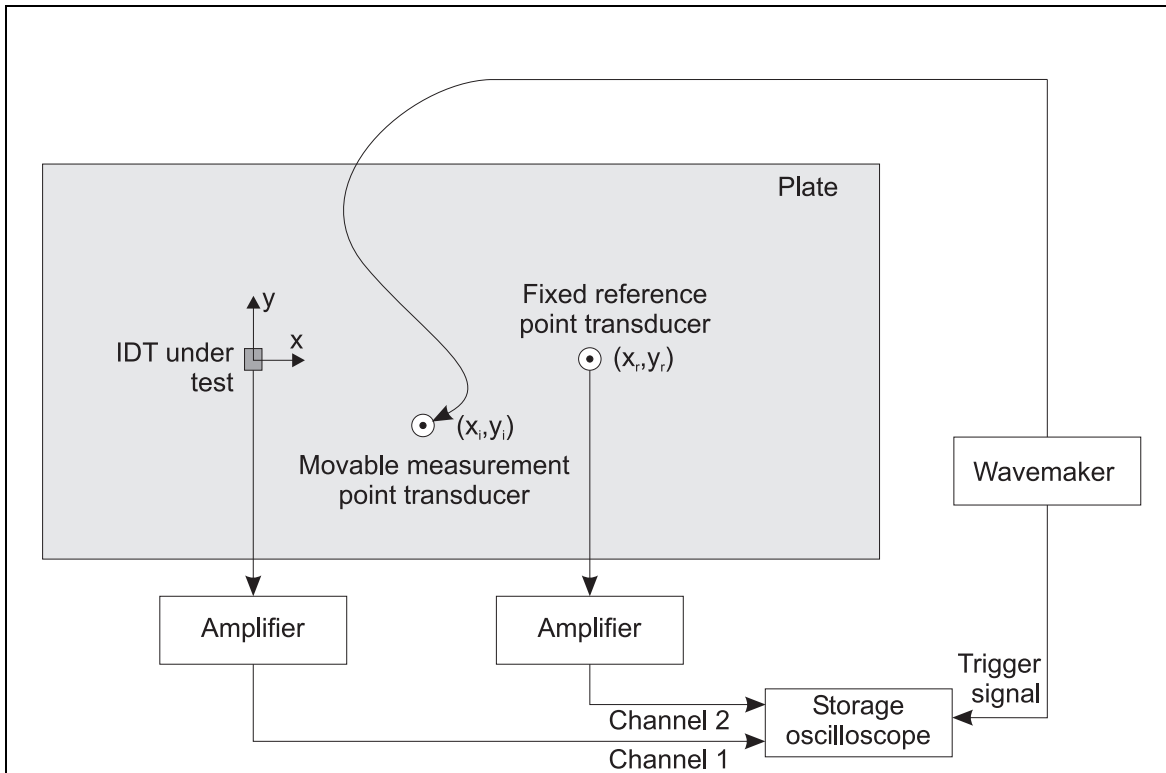 Plate
y
x
IDT under
test
Fixed reference
point transducer
(xᵣ,yᵣ)
(xᵢ,yᵢ)
Movable measurement
point transducer
Wavemaker
Amplifier
Amplifier
Trigger
signal
Storage
oscilloscope
Channel 2
Channel 1